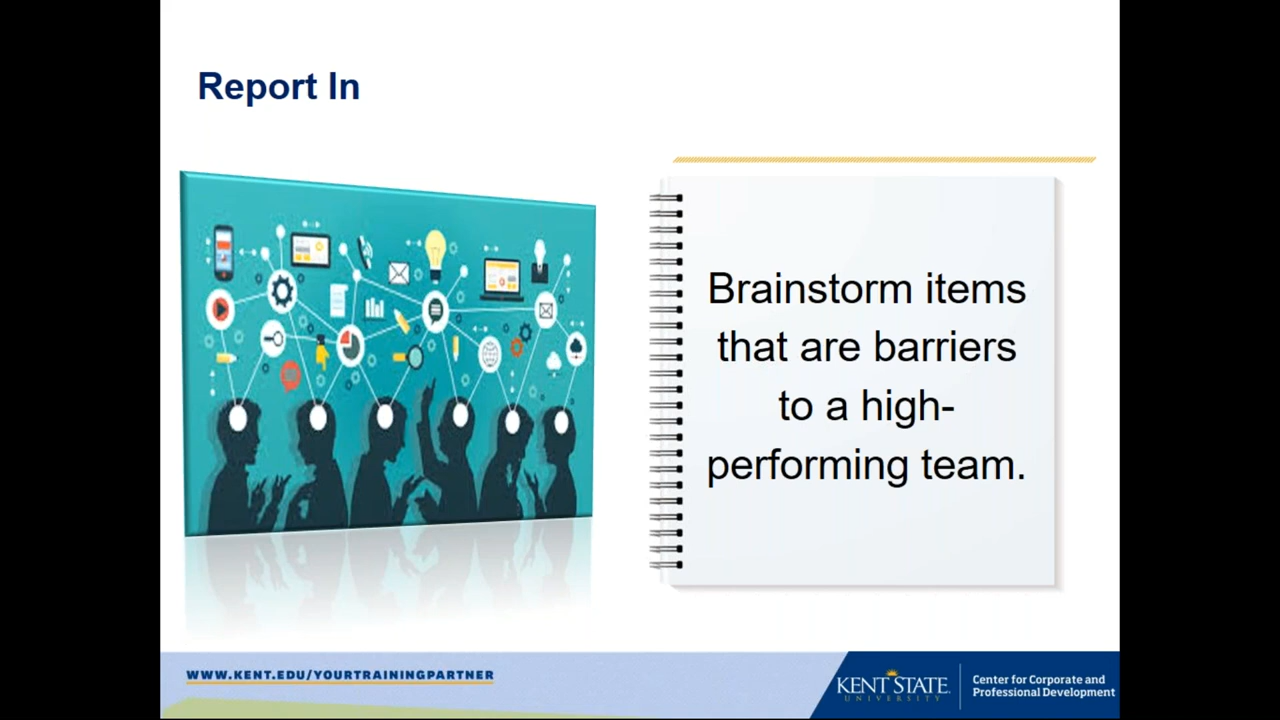 Report In
Brainstorm items
that are barriers
to a high-
performing team.
WWW.KENT.EDU/YOURTRAININGPARTNER
KENT STATE
UNIVERSITY
Center for Corporate and
Professional Development